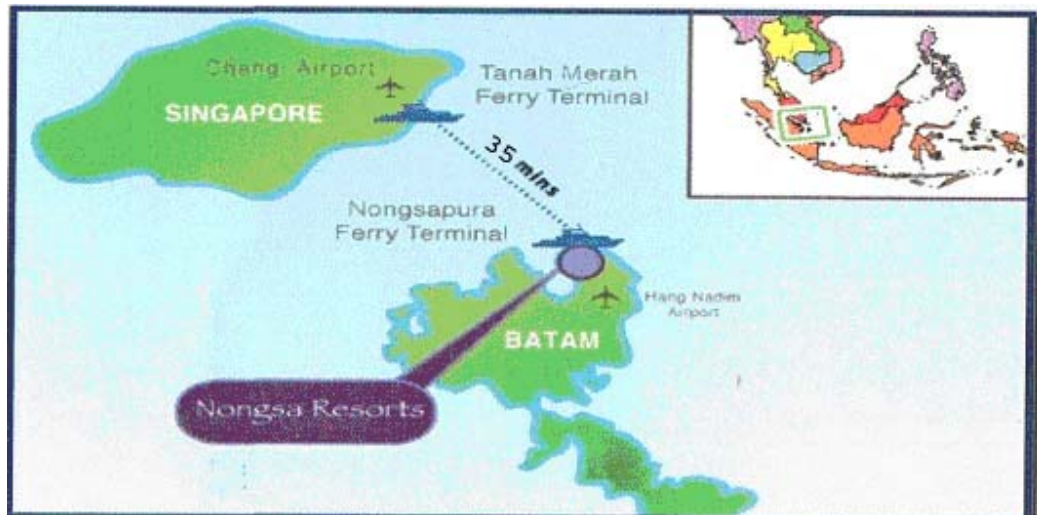 Changi Airport
Tanah Merah
Ferry Terminal
SINGAPORE
35 mins
Nongsapura
Ferry Terminal
Hang Nadim
Airport
BATAM
Nongsa Resorts